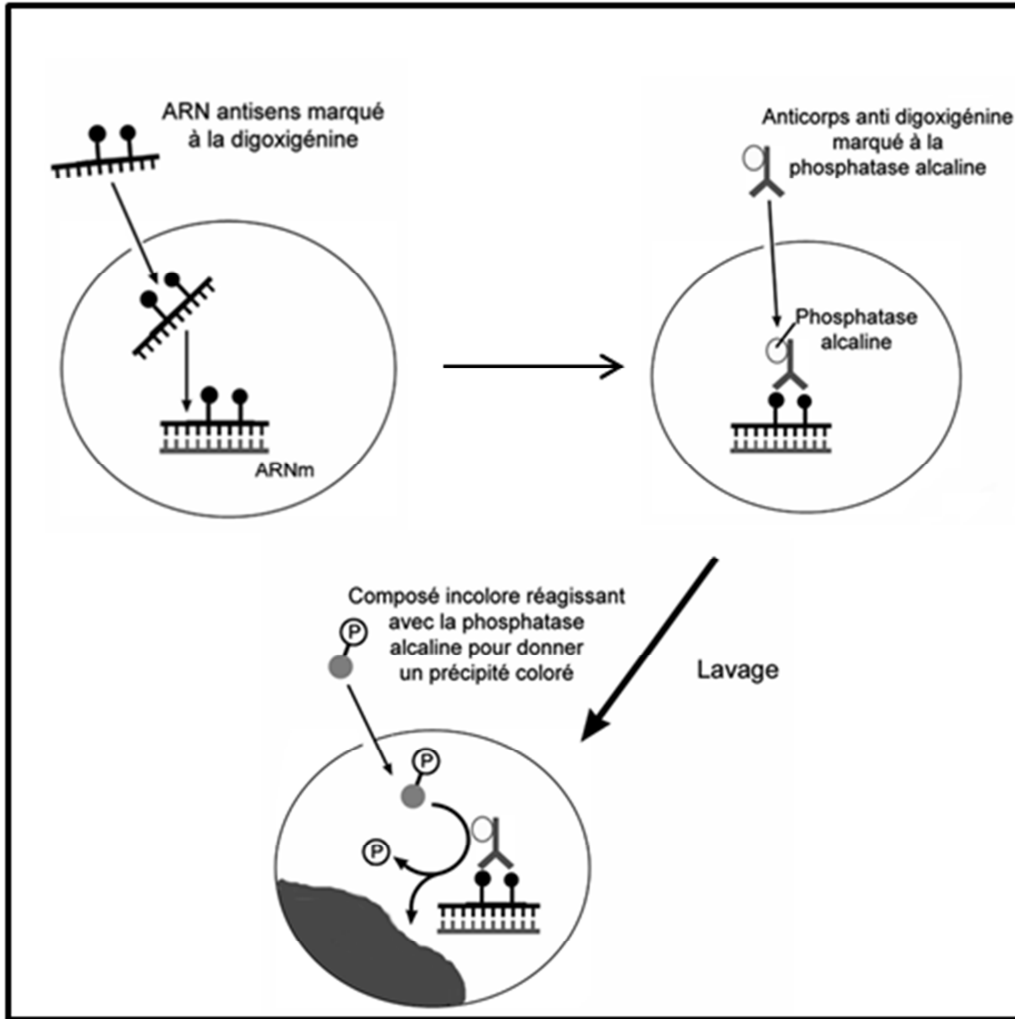 ARN antisens marqué
à la digoxigénine
ARNm
Anticorps anti digoxigénine
marqué à la
phosphatase alcaline
Phosphatase
alcaline
Composé incolore réagissant
avec la phosphatase
alcaline pour donner
un précipité coloré
P
P
P
Lavage